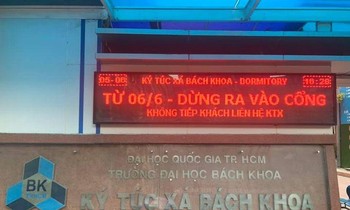 05-06 KÝ TÚC XÁ BÁCH KHOA - DORMITORY 18:28
TỪ 06/6 - DỪNG RA VÀO CỔNG
KHÔNG TIẾP KHÁCH LIÊN HỆ KTX
ĐẠI HỌC QUỐC GIA TP. HCM
TRƯỜNG ĐẠI HỌC BÁCH KHOA
BK
KÝ TÚC XÁ BÁCH KHOA